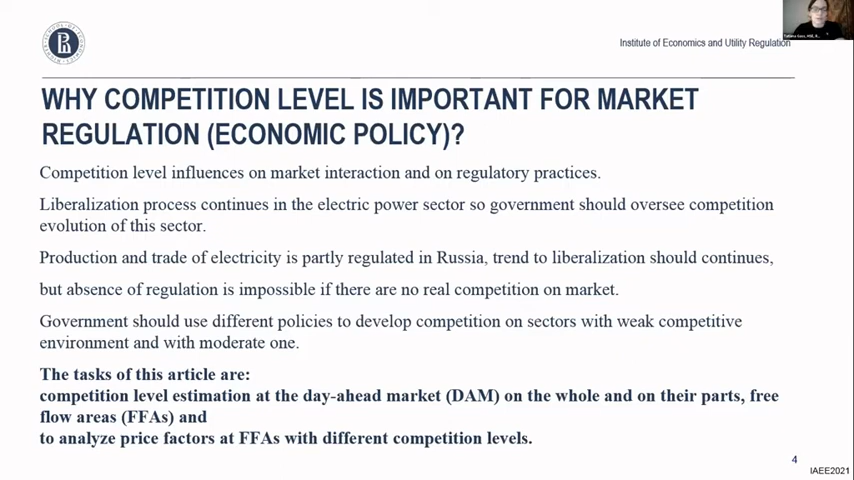 Institute of Economics and Utility Regulation
WHY COMPETITION LEVEL IS IMPORTANT FOR MARKET
REGULATION (ECONOMIC POLICY)?
Competition level influences on market interaction and on regulatory practices.
Liberalization process continues in the electric power sector so government should oversee competition
evolution of this sector.
Production and trade of electricity is partly regulated in Russia, trend to liberalization should continues,
but absence of regulation is impossible if there are no real competition on market.
Government should use different policies to develop competition on sectors with weak competitive
environment and with moderate one.
The tasks of this article are:
competition level estimation at the day-ahead market (DAM) on the whole and on their parts, free
flow areas (FFAs) and
to analyze price factors at FFAs with different competition levels.
4
IAEE2021